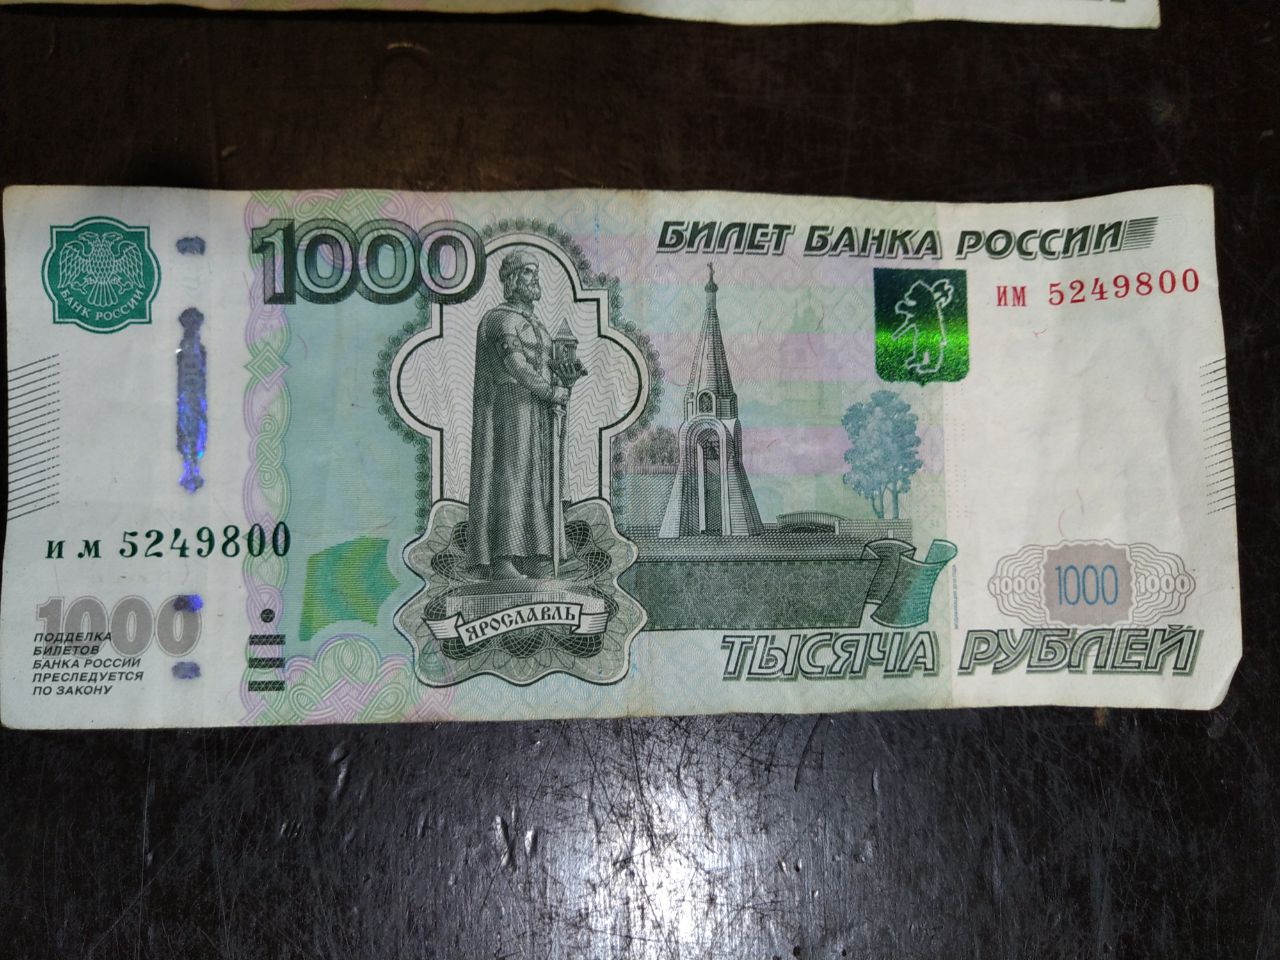 БАНК РОССИИ
1000
БИЛЕТ БАНКА РОССИИ
ИМ 5249800
ИМ 5249800
1000
ПОДДЕЛКА
БИЛЕТОВ
БАНКА РОССИИ
ПРЕСЛЕДУЕТСЯ
ПО ЗАКОНУ
ЯРОСЛАВЛЬ
1000 1000 1000
ТЫСЯЧА РУБЛЕЙ